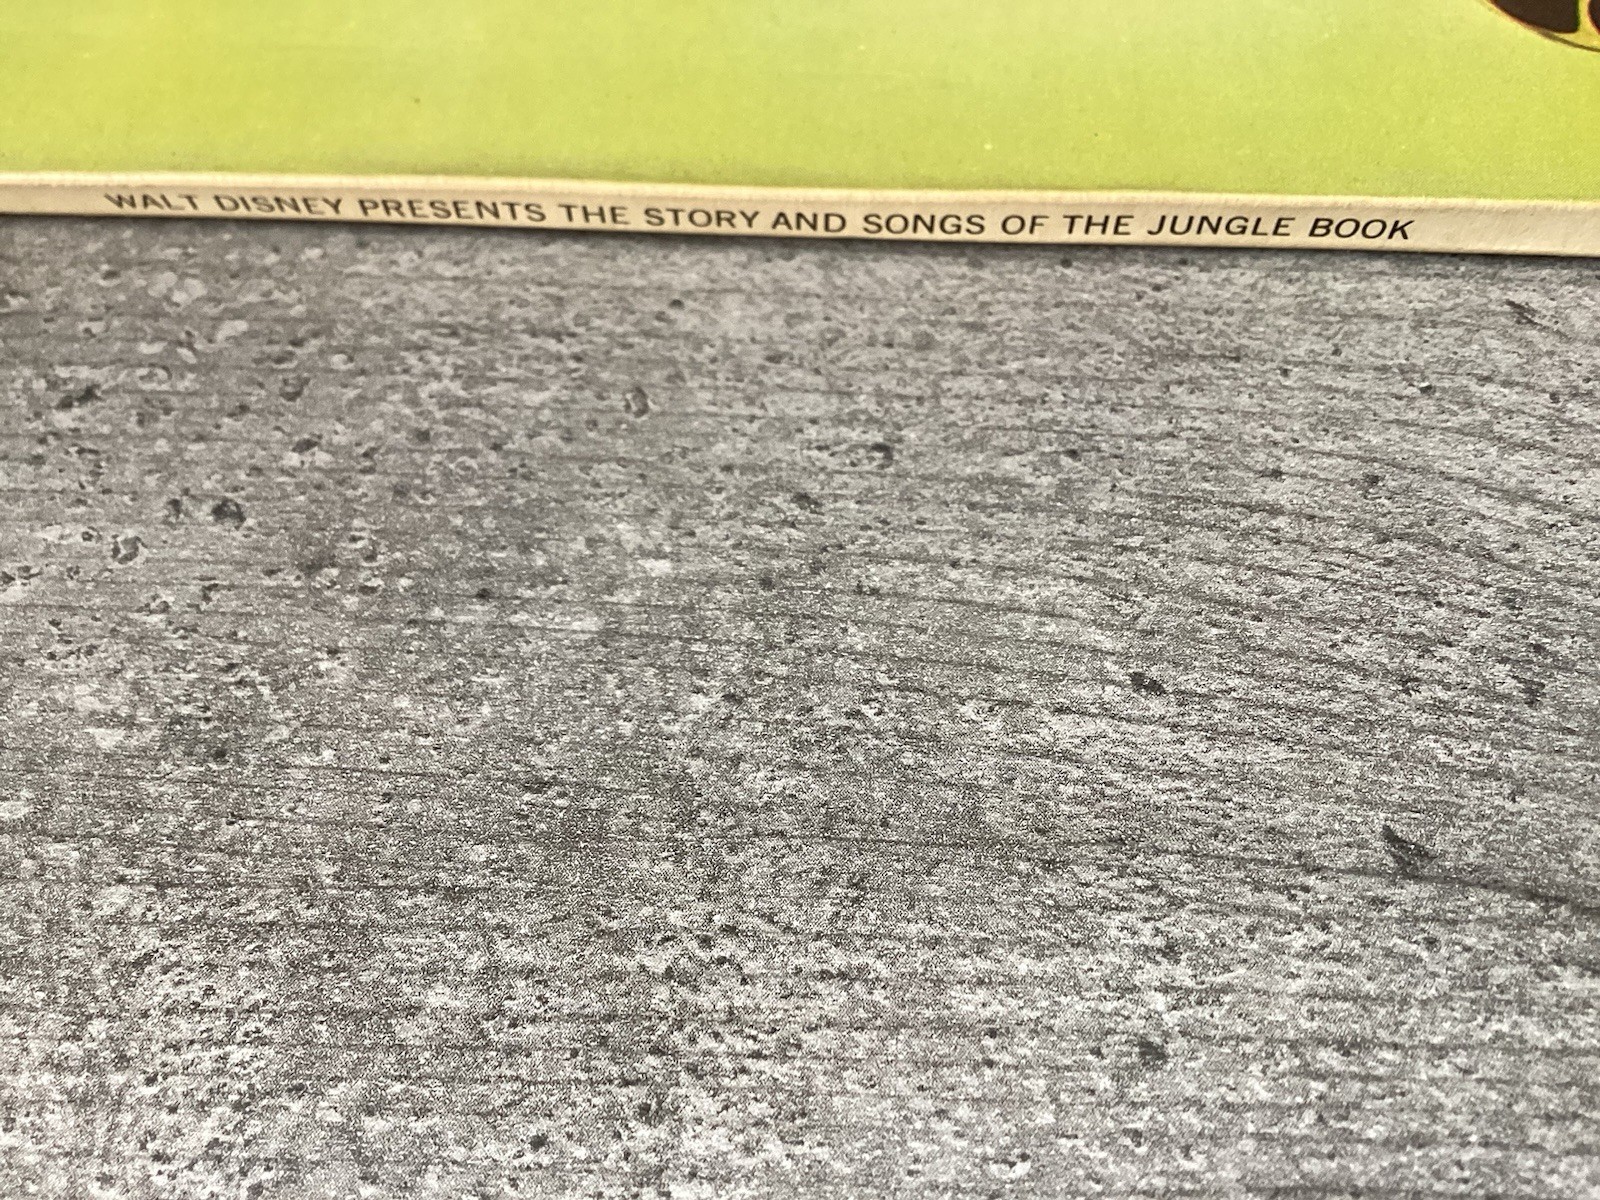 WALT DISNEY PRESENTS THE STORY AND SONGS OF THE JUNGLE BOOK